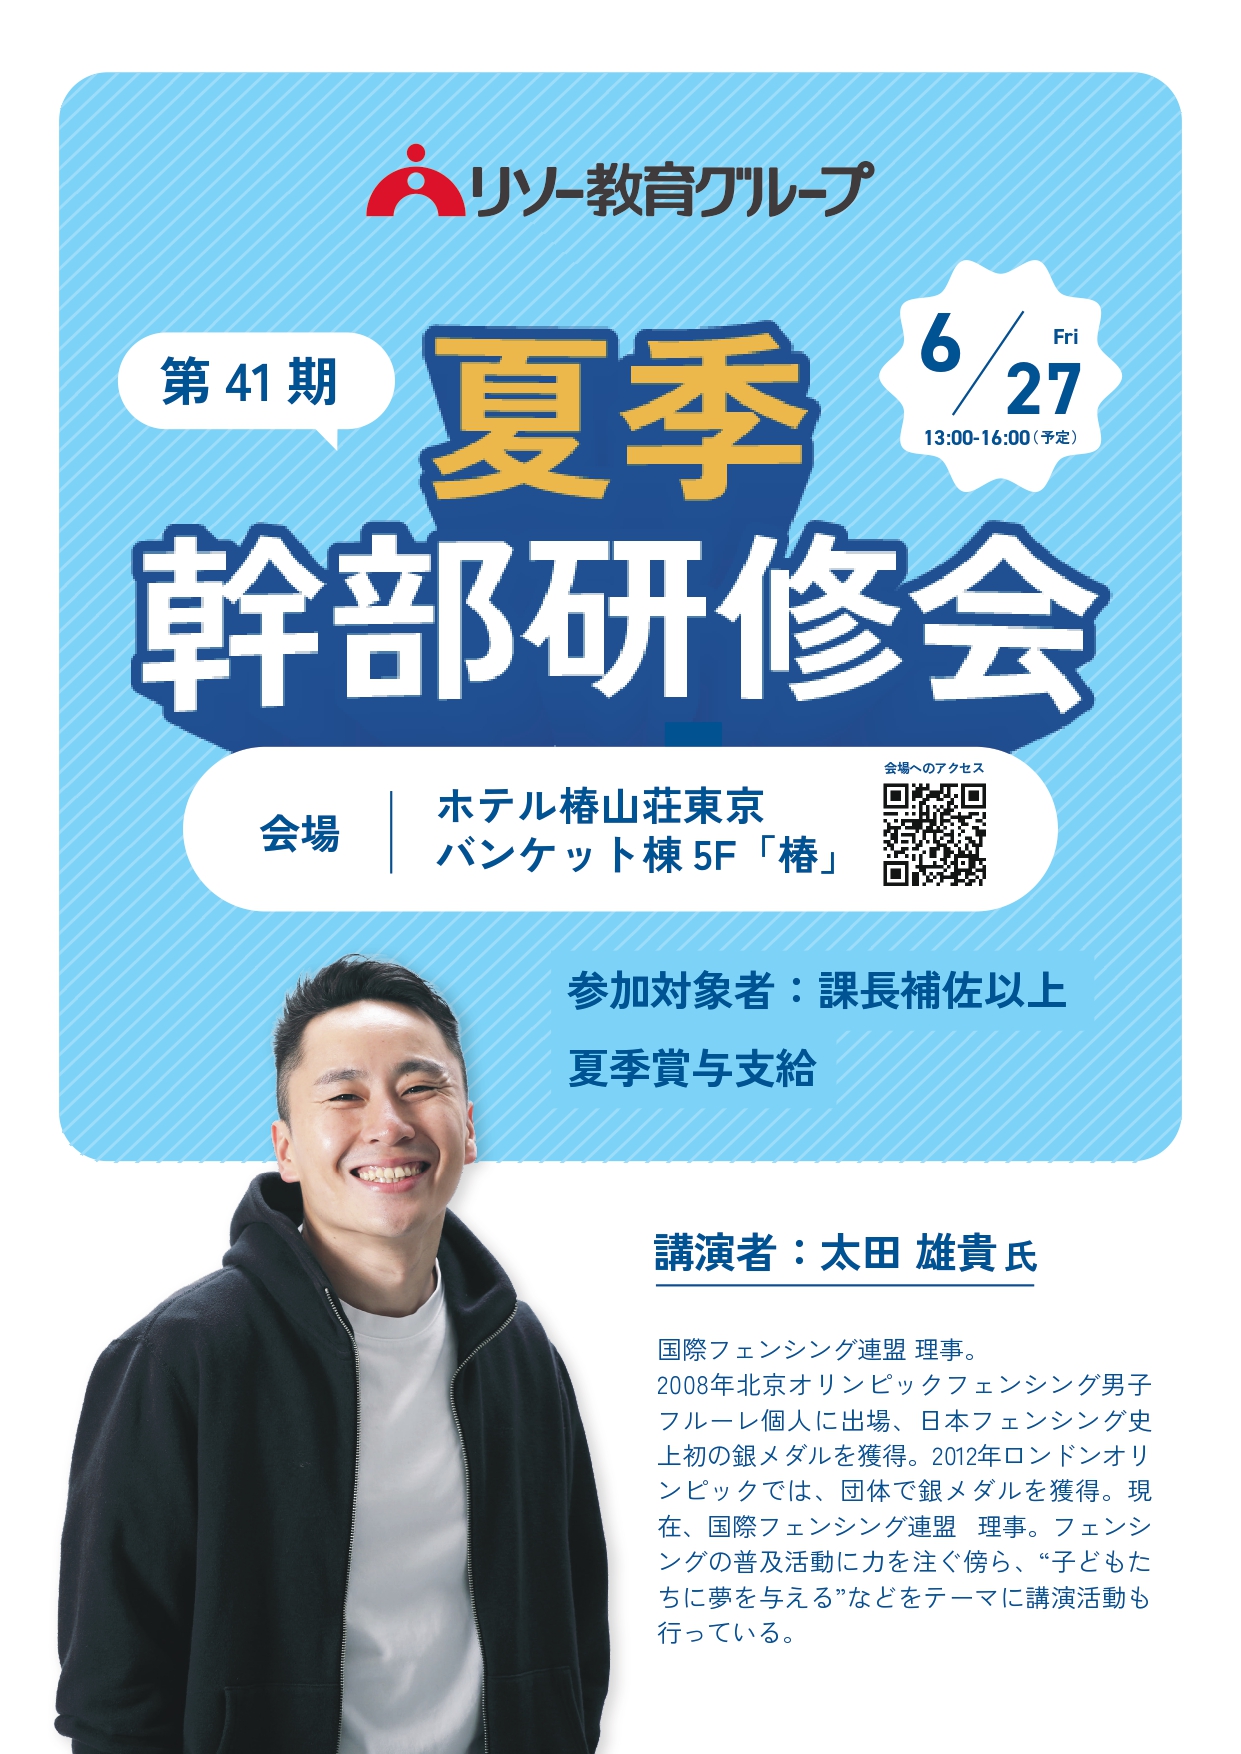 リソー教育グループ
第 41 期
夏季
6/27 Fri
13:00-16:00(予定)
幹部研修会
会場へのアクセス
会場
ホテル椿山荘東京
バンケット棟 5F「椿」
参加対象者：課長補佐以上
夏季賞与支給
講演者：太田 雄貴 氏
国際フェンシング連盟 理事。
2008年北京オリンピックフェンシング男子
フルーレ個人に出場、日本フェンシング史
上初の銀メダルを獲得。2012年ロンドンオリ
ンピックでは、団体で銀メダルを獲得。現
在、国際フェンシング連盟　理事。フェンシ
ングの普及活動に力を注ぐ傍ら、“子どもた
ちに夢を与える”などをテーマに講演活動も
行っている。